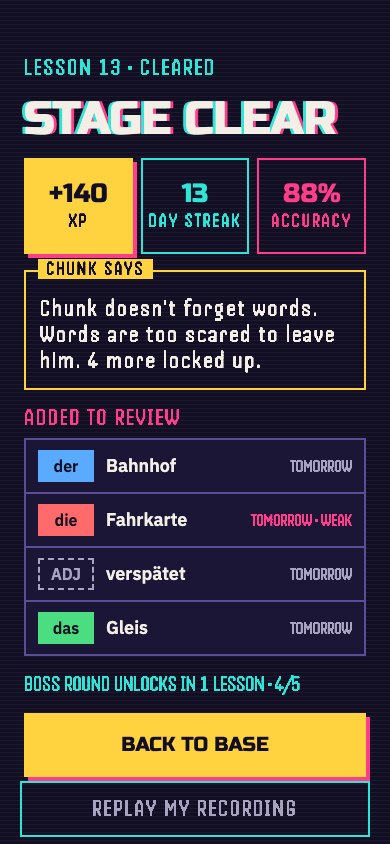 LESSON 13 · CLEARED
STAGE CLEAR
+140
XP
13
DAY STREAK
88%
ACCURACY
CHUNK SAYS
Chunk doesn't forget words.
Words are too scared to leave
him. 4 more locked up.
ADDED TO REVIEW
der Bahnhof TOMORROW
die Fahrkarte TOMORROW · WEAK
ADJ verspätet TOMORROW
das Gleis TOMORROW
BOSS ROUND UNLOCKS IN 1 LESSON · 4/5
BACK TO BASE
REPLAY MY RECORDING